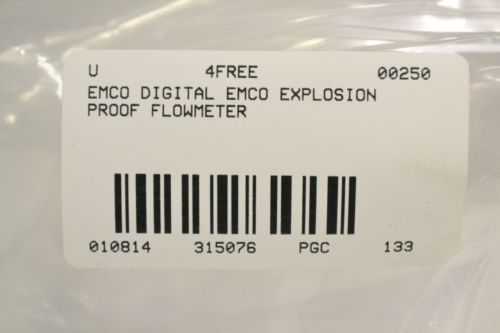 U 4FREE 00250
EMCO DIGITAL EMCO EXPLOSION
PROOF FLOWMETER
010814 315076 PGC 133